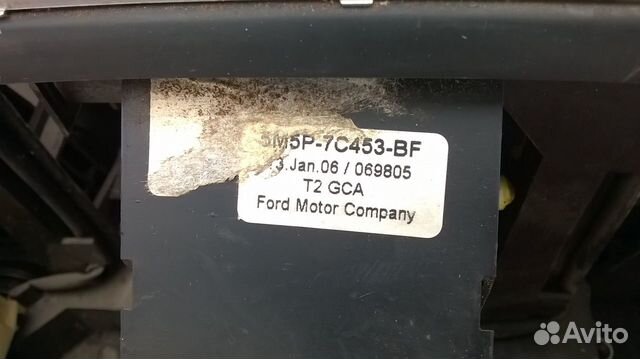 3M5P-7C453-BF
3.Jan.06 / 069805
T2 GCA
Ford Motor Company
Avito